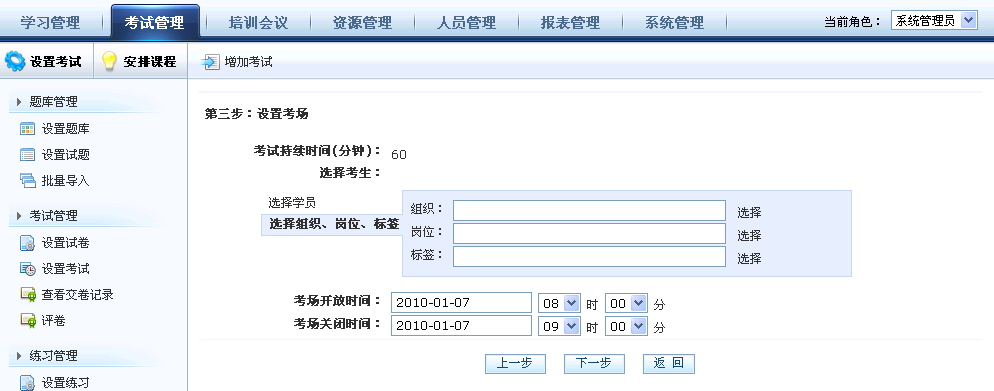 学习管理 考试管理 培训会议 资源管理 人员管理 报表管理 系统管理 当前角色： 系统管理员
设置考试 安排课程 增加考试
题库管理
设置题库
设置试题
批量导入
考试管理
设置试卷
设置考试
查看交卷记录
评卷
练习管理
设置练习
第三步：设置考场
考试持续时间(分钟)： 60
选择考生：
选择学员
选择组织、岗位、标签
组织： 选择
岗位： 选择
标签： 选择
考场开放时间： 2010-01-07 08 时 00 分
考场关闭时间： 2010-01-07 09 时 00 分
上一步 下一步 返 回